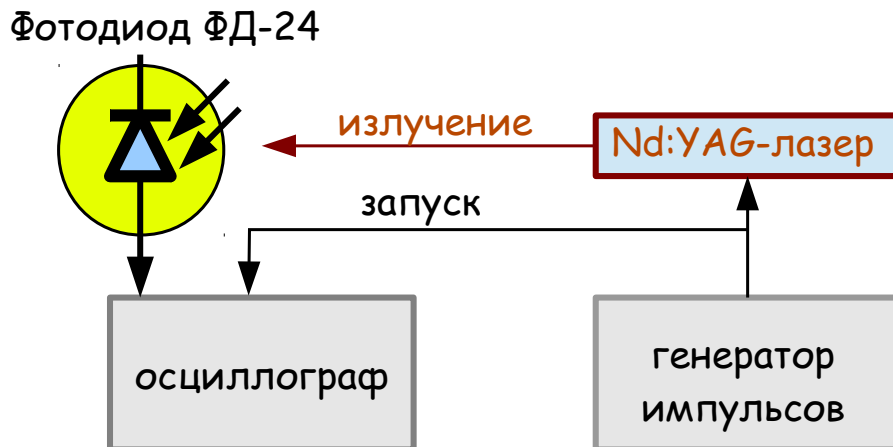 Фотодиод ФД-24
излучение
Nd:YAG-лазер
запуск
осциллограф
генератор
импульсов